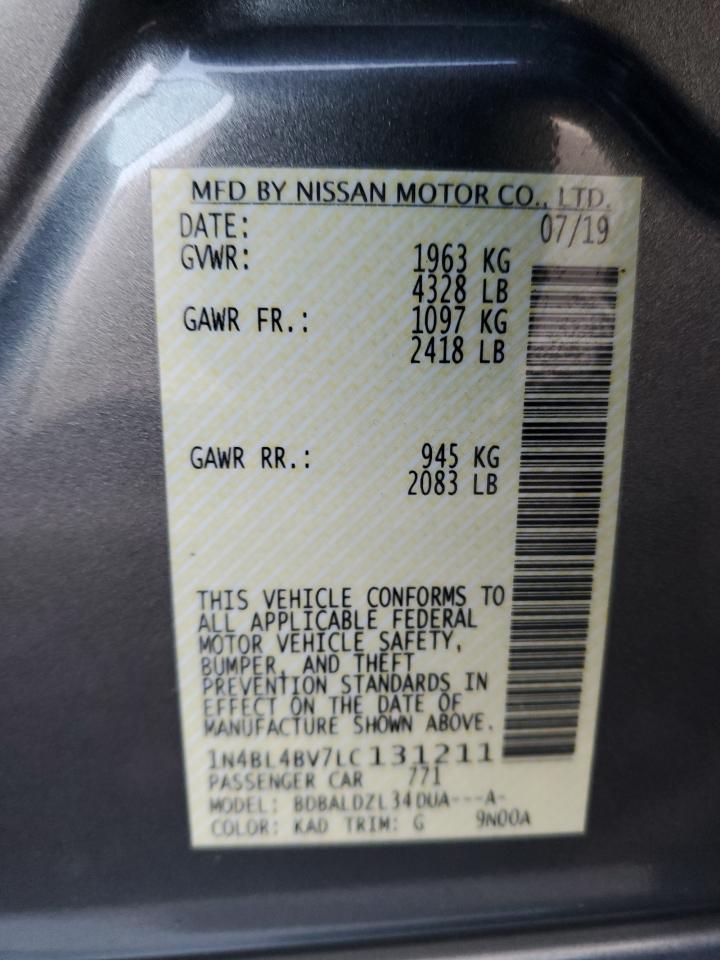 MFD BY NISSAN MOTOR CO., LTD.
DATE: 07/19
GVWR: 1963 KG
4328 LB
GAWR FR.: 1097 KG
2418 LB
GAWR RR.: 945 KG
2083 LB
THIS VEHICLE CONFORMS TO
ALL APPLICABLE FEDERAL
MOTOR VEHICLE SAFETY,
BUMPER, AND THEFT
PREVENTION STANDARDS IN
EFFECT ON THE DATE OF
MANUFACTURE SHOWN ABOVE.
1N4BL4BV7LC131211
PASSENGER CAR 771
MODEL: BDBALDZL34DUA---A-
COLOR: KAD TRIM: G 9N00A